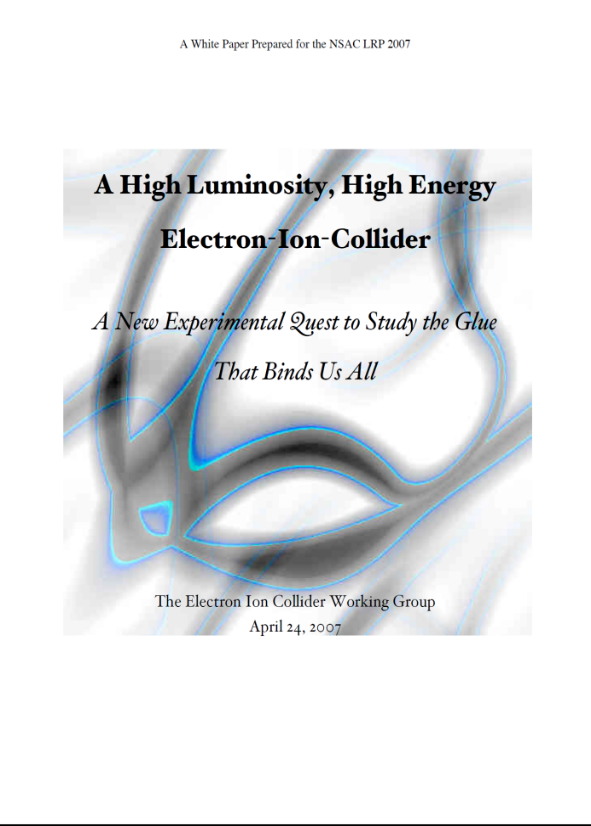 A White Paper Prepared for the NSAC LRP 2007
A High Luminosity, High Energy
Electron-Ion-Collider
A New Experimental Quest to Study the Glue
That Binds Us All
The Electron Ion Collider Working Group
April 24, 2007